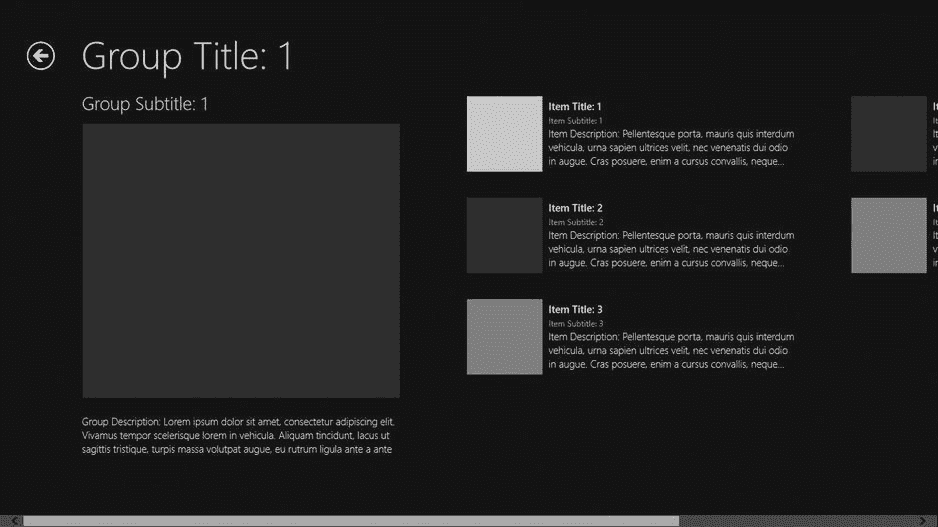 Group Title: 1
Group Subtitle: 1
Group Description: Lorem ipsum dolor sit amet, consectetur adipiscing elit.
Vivamus tempor scelerisque lorem in vehicula. Aliquam tincidunt, lacus ut
sagittis tristique, turpis massa volutpat augue, eu rutrum ligula ante a ante
Item Title: 1
Item Subtitle: 1
Item Description: Pellentesque porta, mauris quis interdum
vehicula, urna sapien ultrices velit, nec venenatis dui odio
in augue. Cras posuere, enim a cursus convallis, neque...
Item Title: 2
Item Subtitle: 2
Item Description: Pellentesque porta, mauris quis interdum
vehicula, urna sapien ultrices velit, nec venenatis dui odio
in augue. Cras posuere, enim a cursus convallis, neque...
Item Title: 3
Item Subtitle: 3
Item Description: Pellentesque porta, mauris quis interdum
vehicula, urna sapien ultrices velit, nec venenatis dui odio
in augue. Cras posuere, enim a cursus convallis, neque...